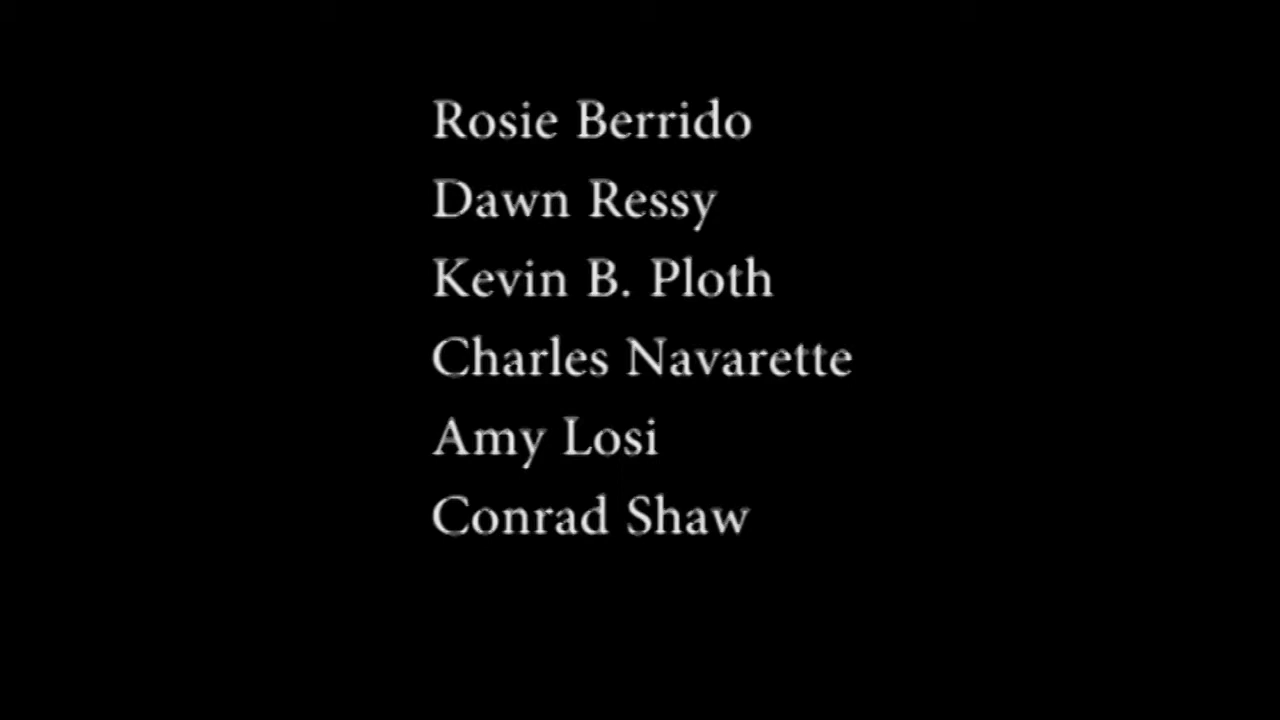 Rosie Berrido
Dawn Ressy
Kevin B. Ploth
Charles Navarette
Amy Losi
Conrad Shaw